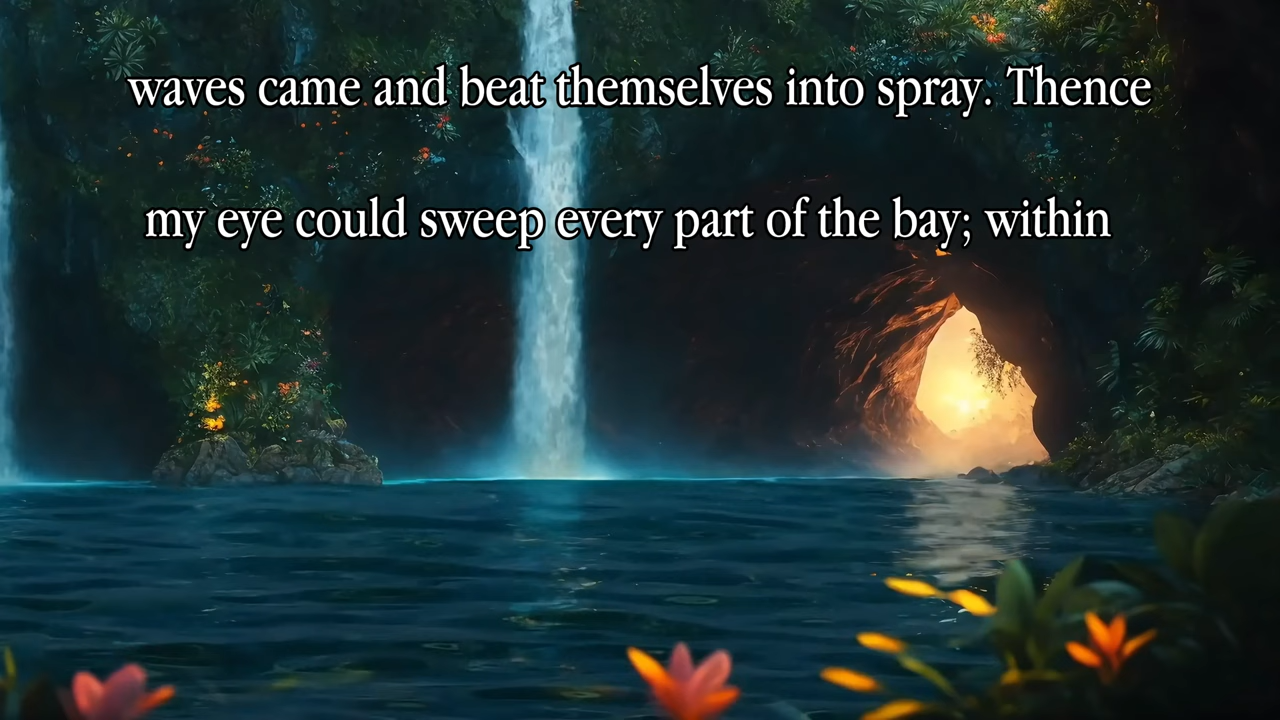 waves came and beat themselves into spray. Thence
my eye could sweep every part of the bay; within